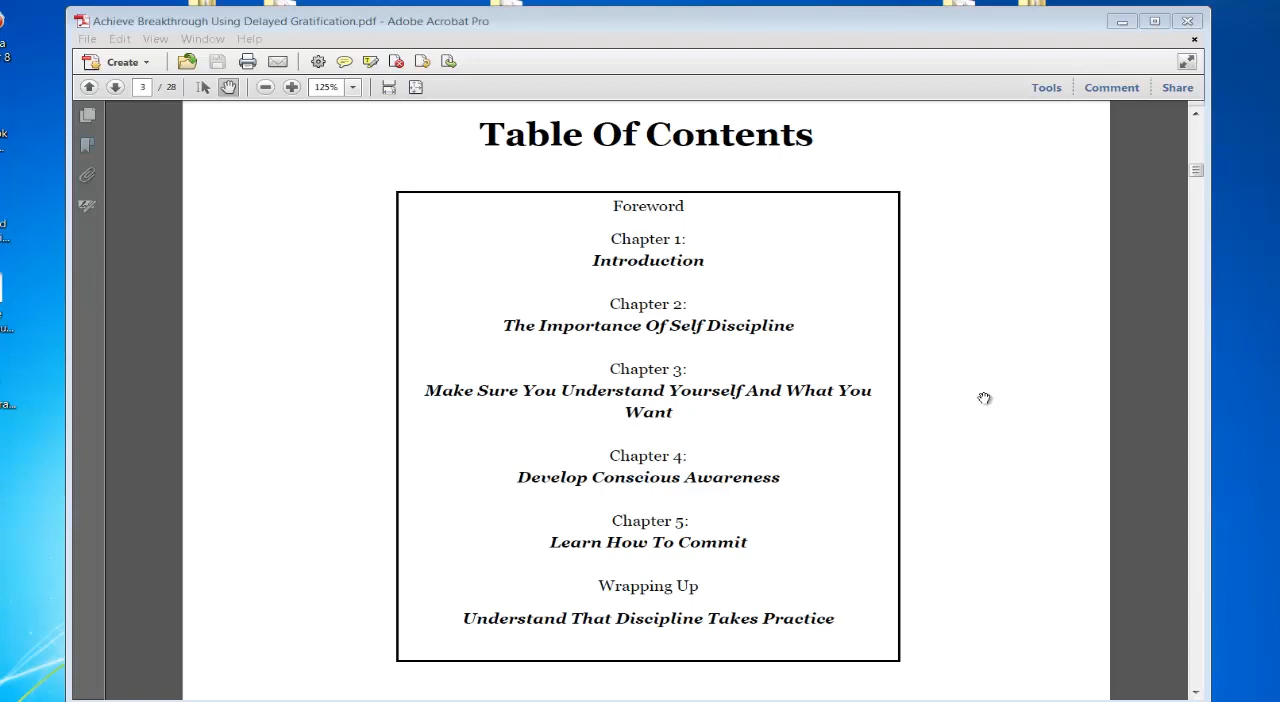 Achieve Breakthrough Using Delayed Gratification.pdf - Adobe Acrobat Pro
File Edit View Window Help
Create
3 / 28 125% Tools Comment Share
Table Of Contents
Foreword
Chapter 1:
Introduction
Chapter 2:
The Importance Of Self Discipline
Chapter 3:
Make Sure You Understand Yourself And What You
Want
Chapter 4:
Develop Conscious Awareness
Chapter 5:
Learn How To Commit
Wrapping Up
Understand That Discipline Takes Practice